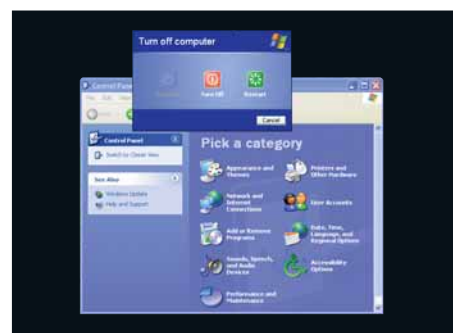 Turn off computer
Turn Off
Restart
Cancel
Control Panel
Control Panel
Switch to Classic View
See Also
Windows Update
Help and Support
Pick a category
Appearance and
Themes
Printers and
Other Hardware
Network and
Internet
Connections
User Accounts
Add or Remove
Programs
Date, Time,
Language, and
Regional Options
Sounds, Speech,
and Audio
Devices
Accessibility
Options
Performance and
Maintenance